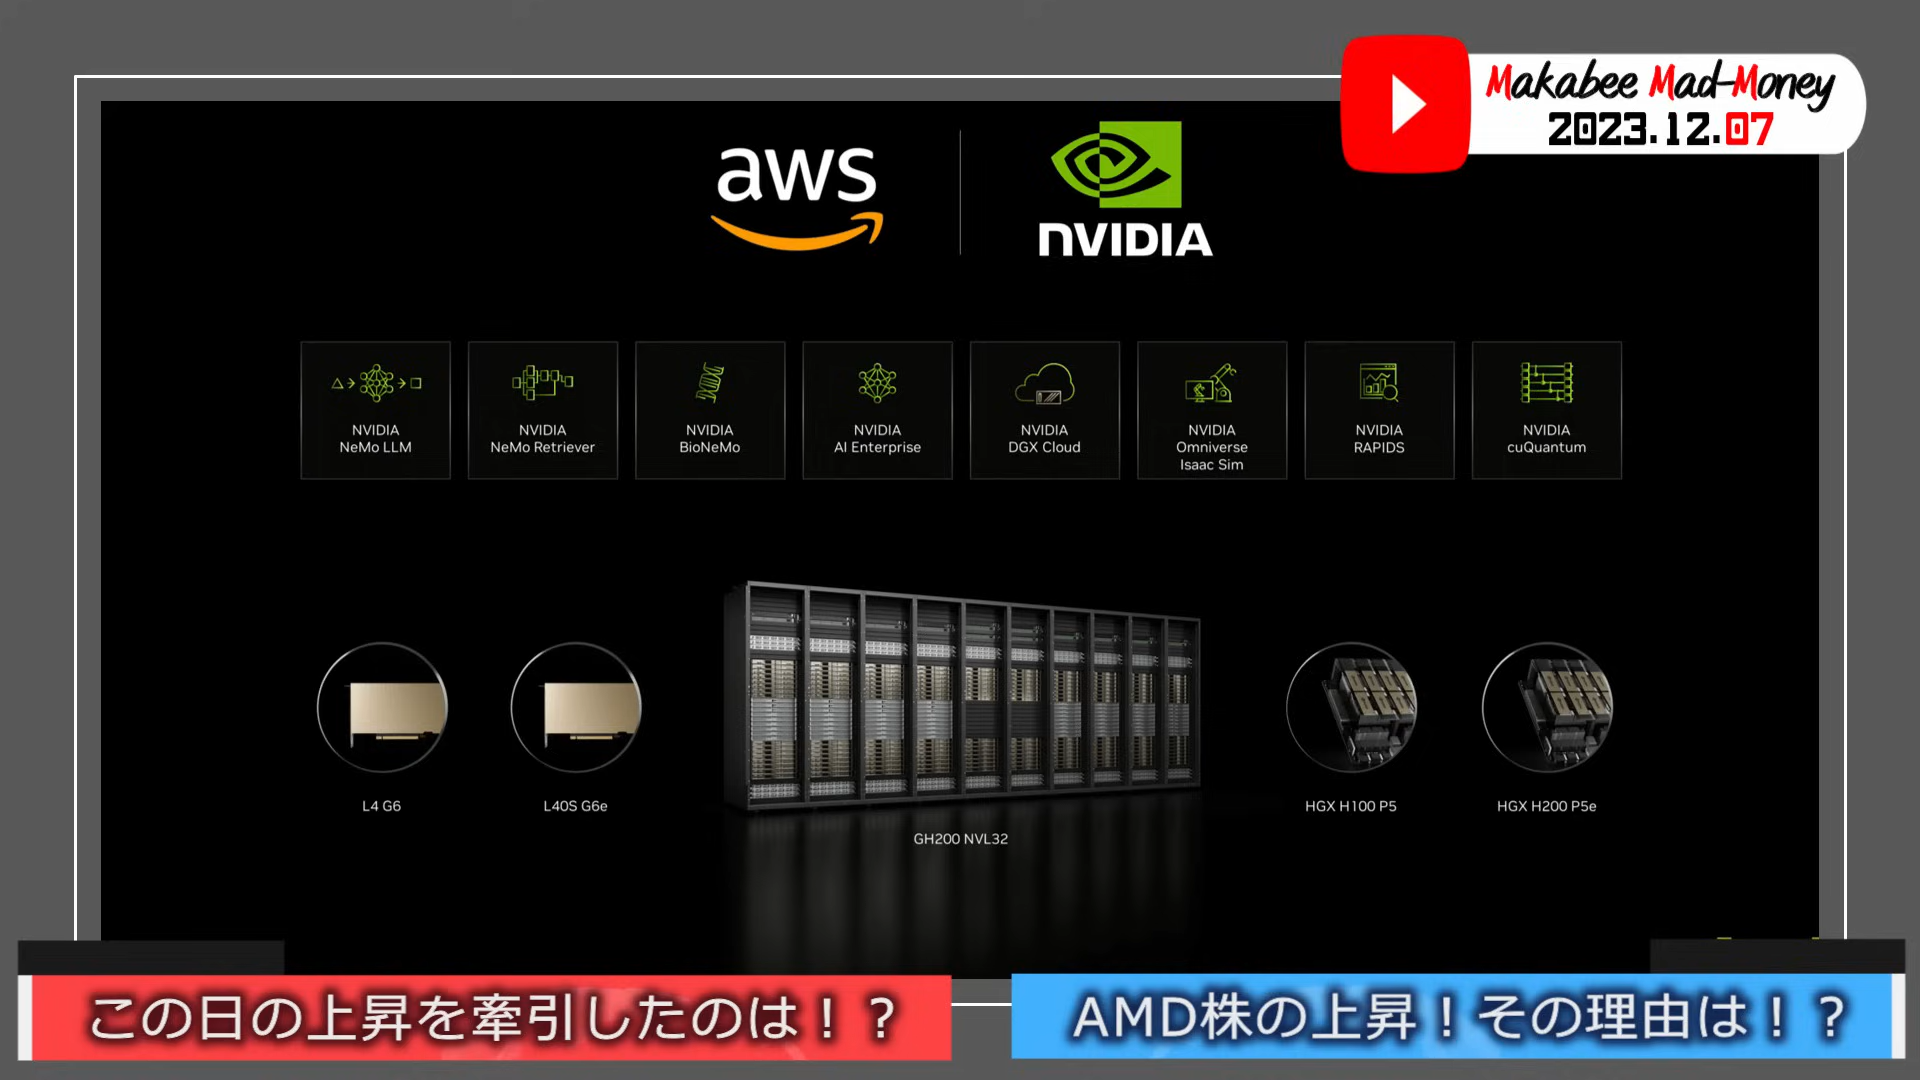 Makabee Mad-Money
2023.12.07
aws
NVIDIA
NVIDIA
NeMo LLM
NVIDIA
NeMo Retriever
NVIDIA
BioNeMo
NVIDIA
AI Enterprise
NVIDIA
DGX Cloud
NVIDIA
Omniverse
Isaac Sim
NVIDIA
RAPIDS
NVIDIA
cuQuantum
L4 G6
L40S G6e
GH200 NVL32
HGX H100 P5
HGX H200 P5e
この日の上昇を牽引したのは！？
AMD株の上昇！その理由は！？